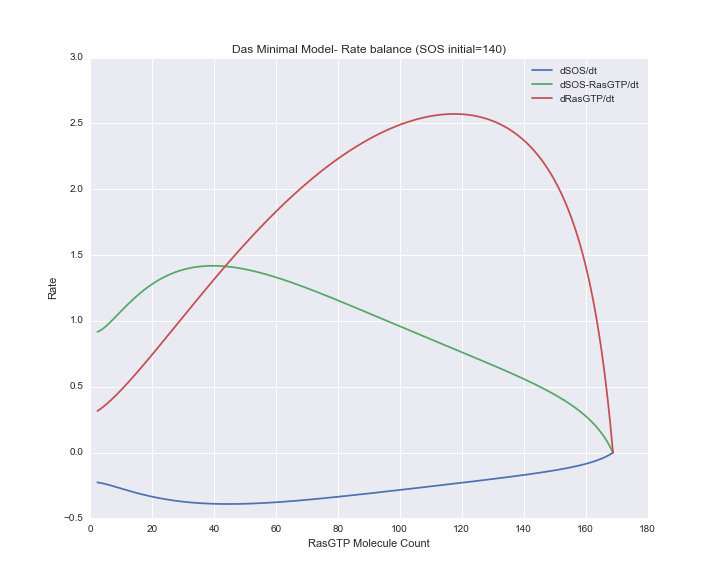 Das Minimal Model- Rate balance (SOS initial=140)
dSOS/dt
dSOS-RasGTP/dt
dRasGTP/dt
3.0
2.5
2.0
1.5
1.0
0.5
0.0
−0.5
Rate
0 20 40 60 80 100 120 140 160 180
RasGTP Molecule Count